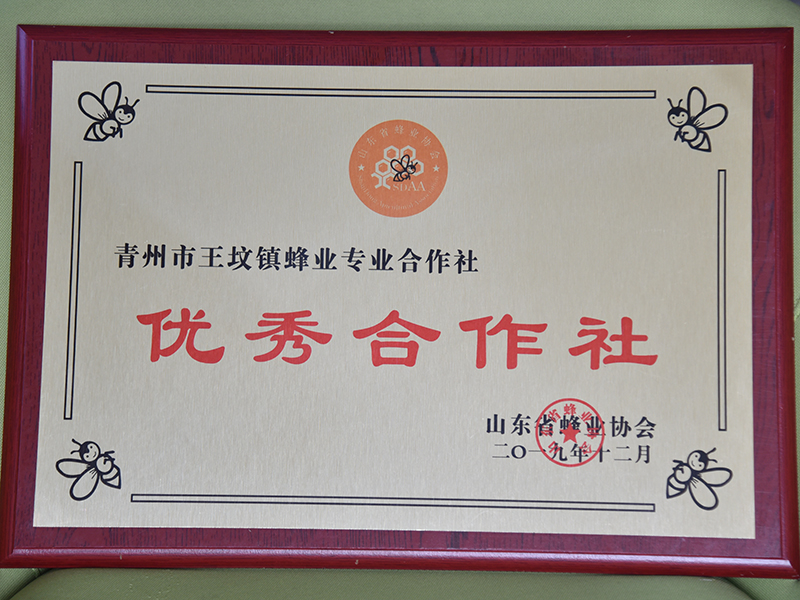 山东省蜂业协会
SDAA
青州市王坟镇蜂业专业合作社
优秀合作社
山东省蜂业协会
二〇一九年十二月